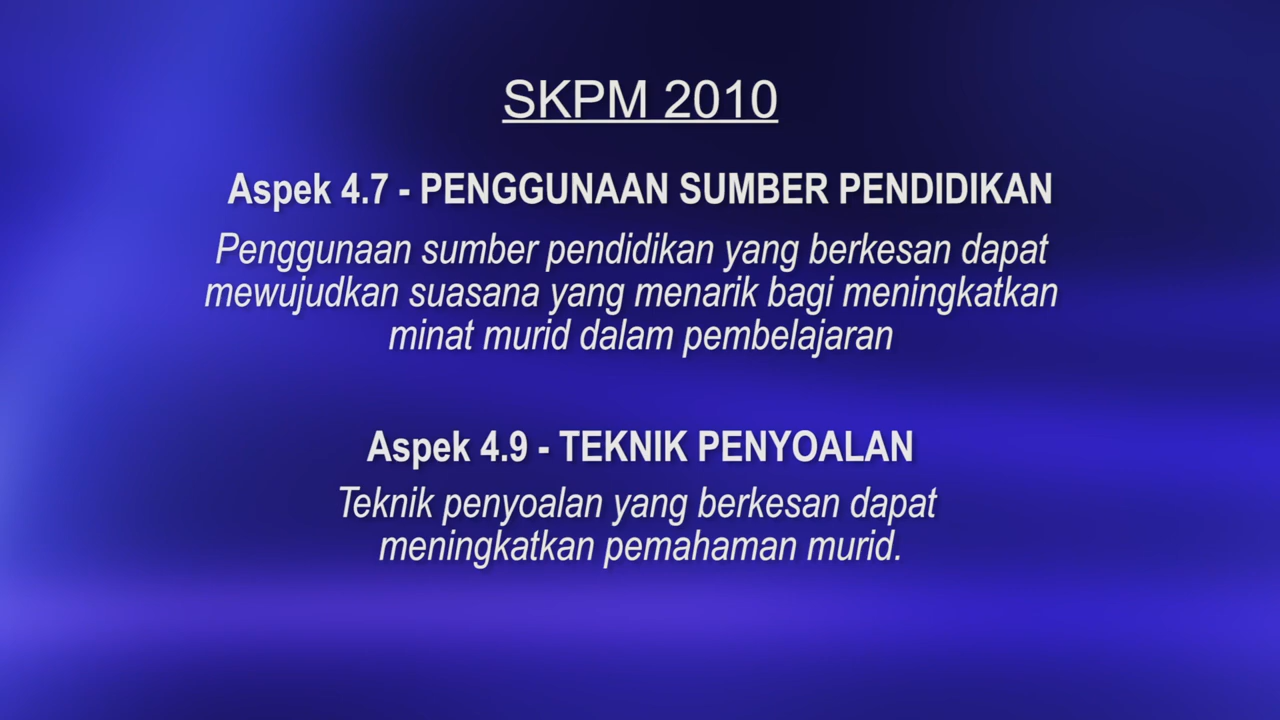 SKPM 2010
Aspek 4.7 - PENGGUNAAN SUMBER PENDIDIKAN
Penggunaan sumber pendidikan yang berkesan dapat
mewujudkan suasana yang menarik bagi meningkatkan
minat murid dalam pembelajaran
Aspek 4.9 - TEKNIK PENYOALAN
Teknik penyoalan yang berkesan dapat
meningkatkan pemahaman murid.